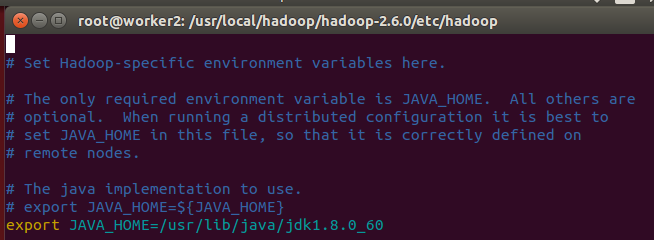 root@worker2: /usr/local/hadoop/hadoop-2.6.0/etc/hadoop
# Set Hadoop-specific environment variables here.
# The only required environment variable is JAVA_HOME.  All others are
# optional.  When running a distributed configuration it is best to
# set JAVA_HOME in this file, so that it is correctly defined on
# remote nodes.
# The java implementation to use.
# export JAVA_HOME=${JAVA_HOME}
export JAVA_HOME=/usr/lib/java/jdk1.8.0_60